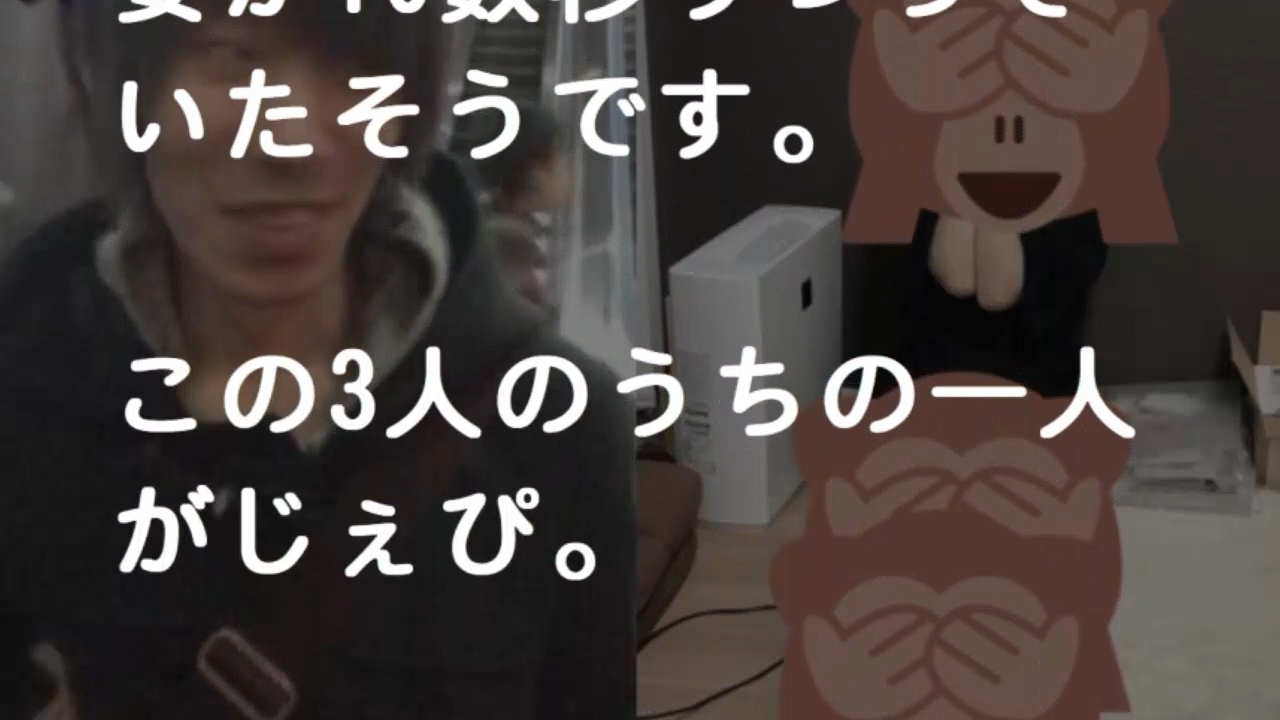 いたそうです。
この3人のうちの一人
がじぇぴ。